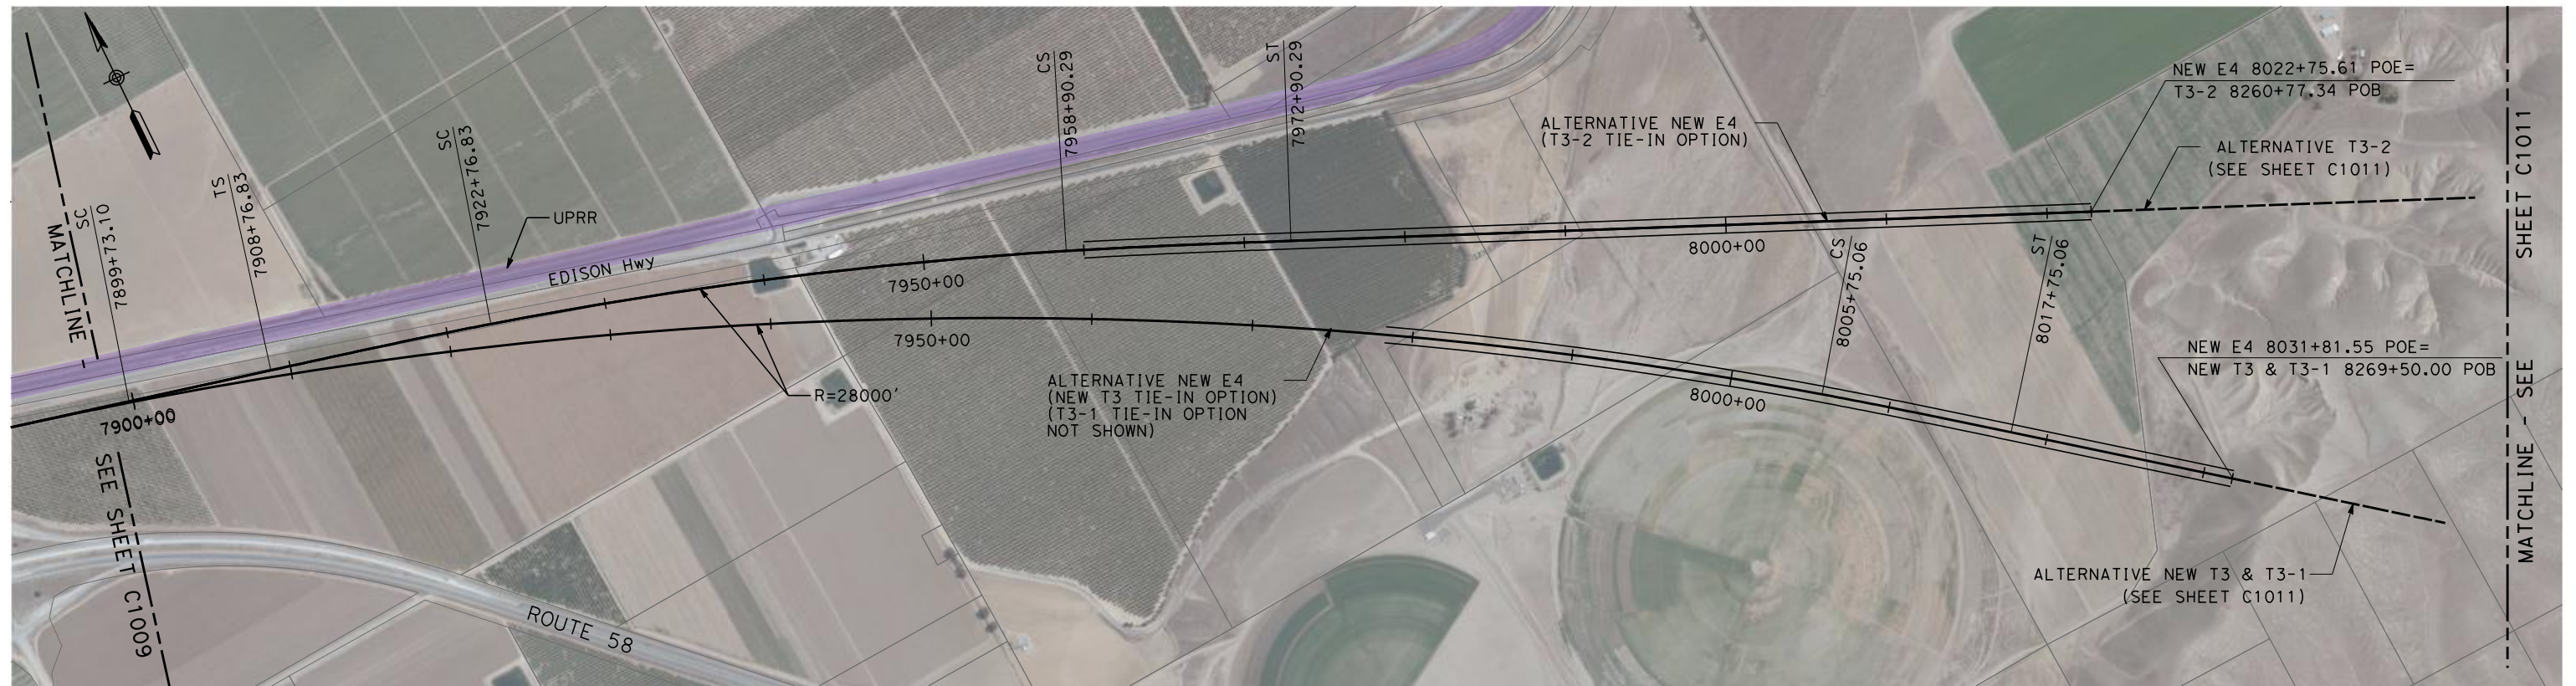 MATCHLINE -
SEE SHEET C1009
SC
7899+73.10
TS
7908+76.83
SC
7922+76.83
UPRR
EDISON Hwy
CS
7958+90.29
ST
7972+90.29
ALTERNATIVE NEW E4
(T3-2 TIE-IN OPTION)
NEW E4 8022+75.61 POE=
T3-2 8260+77.34 POB
ALTERNATIVE T3-2
(SEE SHEET C1011)
7900+00
7950+00
8000+00
7950+00
8000+00
R=28000'
ALTERNATIVE NEW E4
(NEW T3 TIE-IN OPTION)
(T3-1 TIE-IN OPTION
NOT SHOWN)
CS
8005+75.06
ST
8017+75.06
NEW E4 8031+81.55 POE=
NEW T3 & T3-1 8269+50.00 POB
ALTERNATIVE NEW T3 & T3-1
(SEE SHEET C1011)
ROUTE 58
MATCHLINE - SEE SHEET C1011